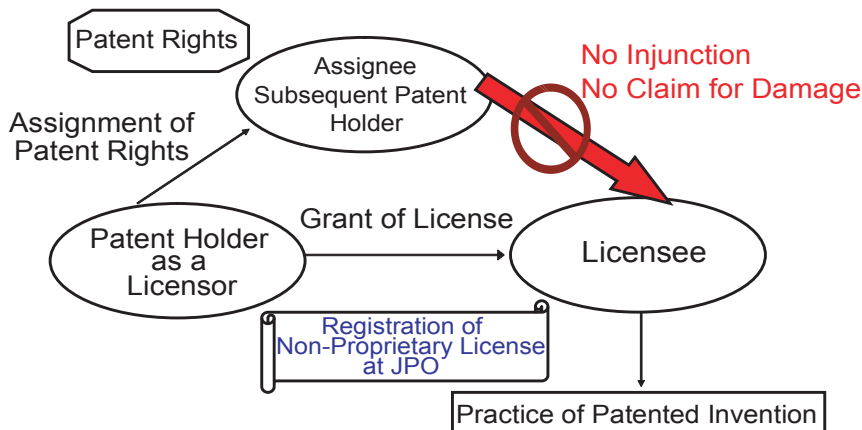 Patent Rights
Assignee
Subsequent Patent
Holder
No Injunction
No Claim for Damage
Assignment of
Patent Rights
Patent Holder
as a
Licensor
Grant of License
Licensee
Registration of
Non-Proprietary License
at JPO
Practice of Patented Invention